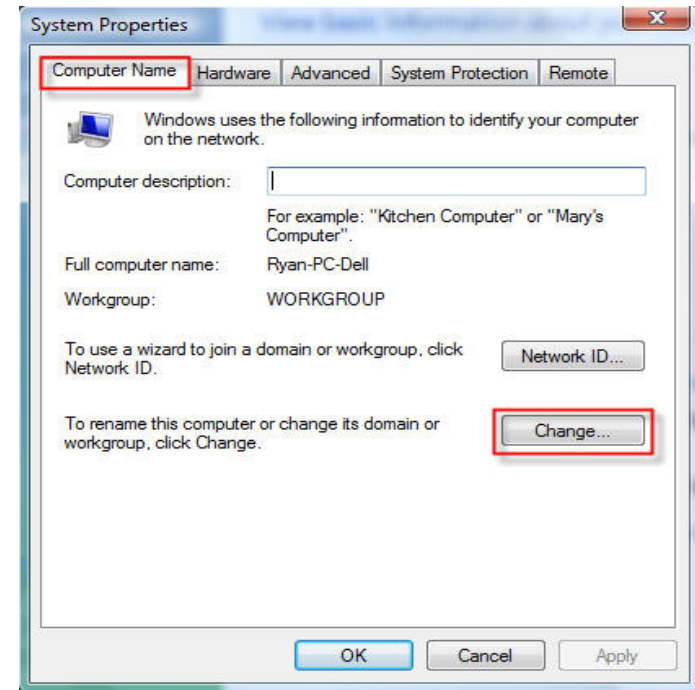 System Properties
Computer Name Hardware Advanced System Protection Remote
Windows uses the following information to identify your computer
on the network.
Computer description:
For example: "Kitchen Computer" or "Mary's
Computer".
Full computer name: Ryan-PC-Dell
Workgroup: WORKGROUP
To use a wizard to join a domain or workgroup, click
Network ID.
Network ID...
To rename this computer or change its domain or
workgroup, click Change.
Change...
OK Cancel Apply